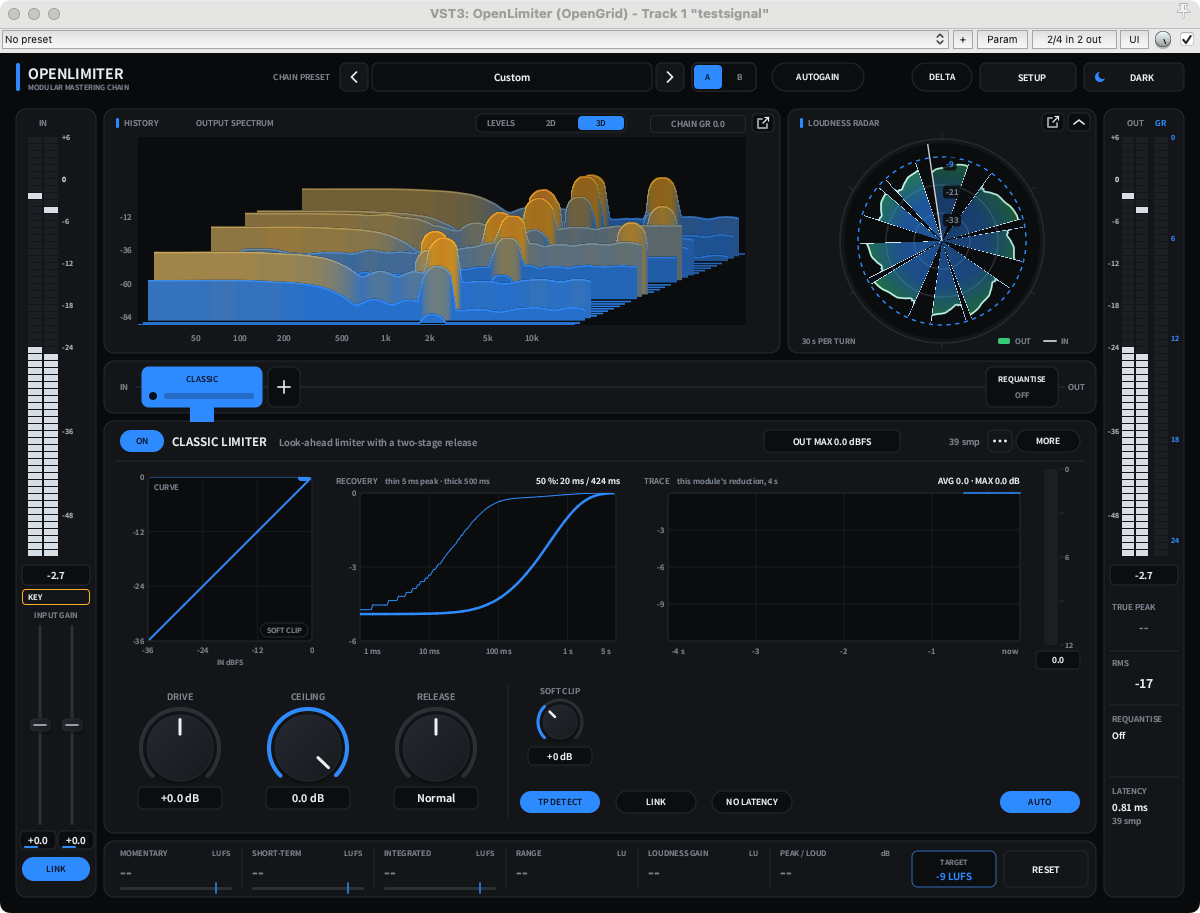 VST3: OpenLimiter (OpenGrid) - Track 1 "testsignal"
No preset
+
Param
2/4 in 2 out
UI
OPENLIMITER
MODULAR MASTERING CHAIN
CHAIN PRESET
Custom
A
B
AUTOGAIN
DELTA
SETUP
DARK
IN
+6
0
-6
-12
-18
-24
-36
-48
-2.7
KEY
INPUT GAIN
+0.0
+0.0
LINK
HISTORY
OUTPUT SPECTRUM
LEVELS
2D
3D
CHAIN GR 0.0
-12
-36
-60
-84
50
100
200
500
1k
2k
5k
10k
LOUDNESS RADAR
-9
-21
-33
30 s PER TURN
OUT
IN
IN
CLASSIC
+
REQUANTISE
OFF
OUT
ON
CLASSIC LIMITER
Look-ahead limiter with a two-stage release
OUT MAX 0.0 dBFS
39 smp
•••
MORE
CURVE
0
-12
-24
-36
SOFT CLIP
-36
-24
-12
0
IN dBFS
RECOVERY
thin 5 ms peak · thick 500 ms
50 %: 20 ms / 424 ms
0
-3
-6
1 ms
10 ms
100 ms
1 s
5 s
TRACE
this module's reduction, 4 s
AVG 0.0 · MAX 0.0 dB
-3
-6
-9
-4 s
-3
-2
-1
now
0
6
12
0.0
DRIVE
+0.0 dB
CEILING
0.0 dB
RELEASE
Normal
SOFT CLIP
+0 dB
TP DETECT
LINK
NO LATENCY
AUTO
MOMENTARY
LUFS
--
SHORT-TERM
LUFS
--
INTEGRATED
LUFS
--
RANGE
LU
--
LOUDNESS GAIN
LU
--
PEAK / LOUD
dB
--
TARGET
-9 LUFS
RESET
OUT
GR
+6
0
-6
-12
-18
-24
-36
-48
0
6
12
18
24
-2.7
TRUE PEAK
--
RMS
-17
REQUANTISE
Off
LATENCY
0.81 ms
39 smp